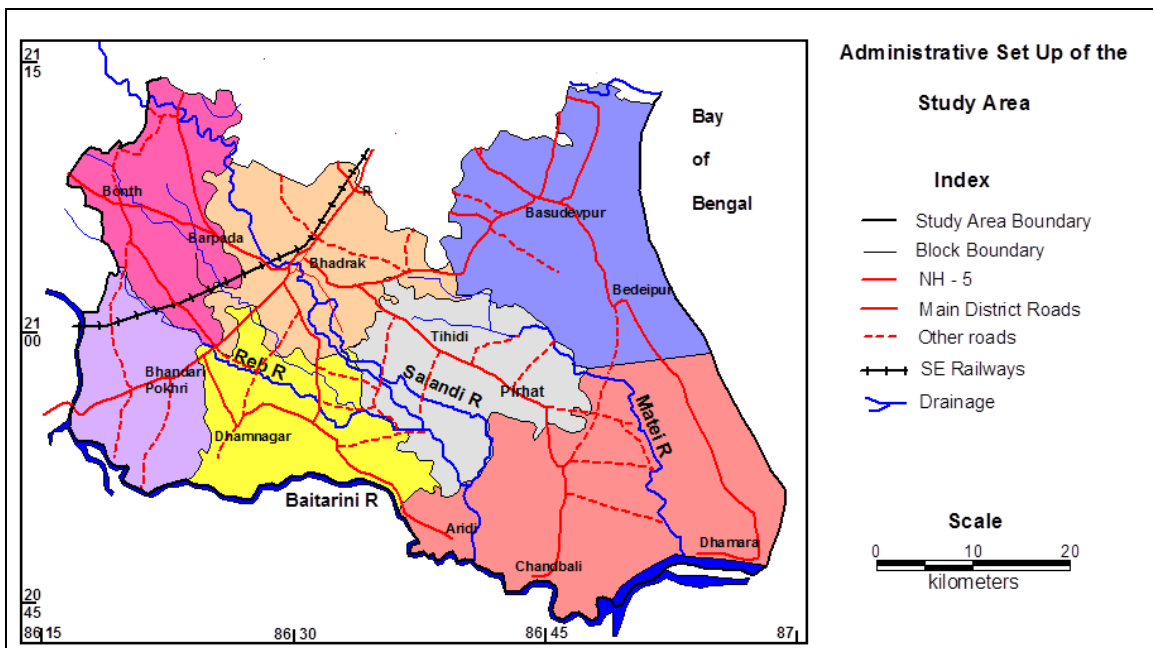 21
15
21
00
20
45
86 15
86 30
86 45
87
Bay
of
Bengal
Bonth
Barpada
R
Bhadrak
Basudevpur
Bedeipur
Tihidi
Reb R
Salandi R
Pirhat
Matei R
Bhandari
Pokhri
Dhamnagar
Baitarini R
Aridi
Chandbali
Dhamara
Administrative Set Up of the
Study Area
Index
Study Area Boundary
Block Boundary
NH - 5
Main District Roads
Other roads
SE Railways
Drainage
Scale
0 10 20
kilometers